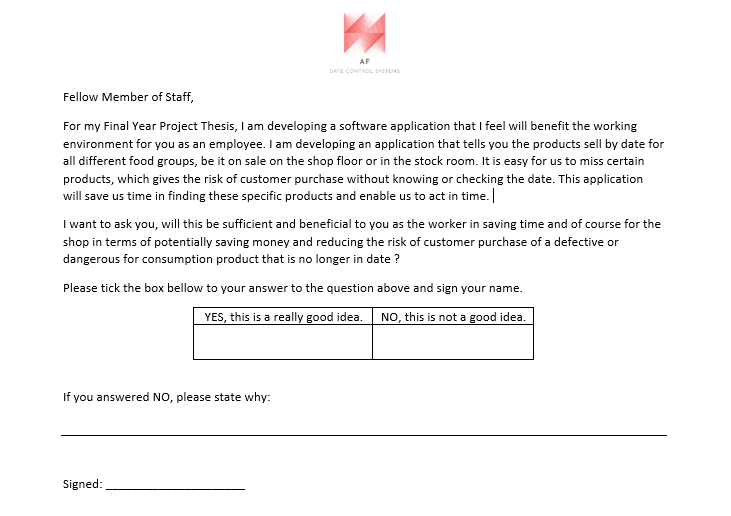 AF
DATE CONTROL SYSTEMS
Fellow Member of Staff,
For my Final Year Project Thesis, I am developing a software application that I feel will benefit the working
environment for you as an employee. I am developing an application that tells you the products sell by date for
all different food groups, be it on sale on the shop floor or in the stock room. It is easy for us to miss certain
products, which gives the risk of customer purchase without knowing or checking the date. This application
will save us time in finding these specific products and enable us to act in time.
I want to ask you, will this be sufficient and beneficial to you as the worker in saving time and of course for the
shop in terms of potentially saving money and reducing the risk of customer purchase of a defective or
dangerous for consumption product that is no longer in date ?
Please tick the box bellow to your answer to the question above and sign your name.
YES, this is a really good idea. NO, this is not a good idea.
If you answered NO, please state why:
Signed: ______________________